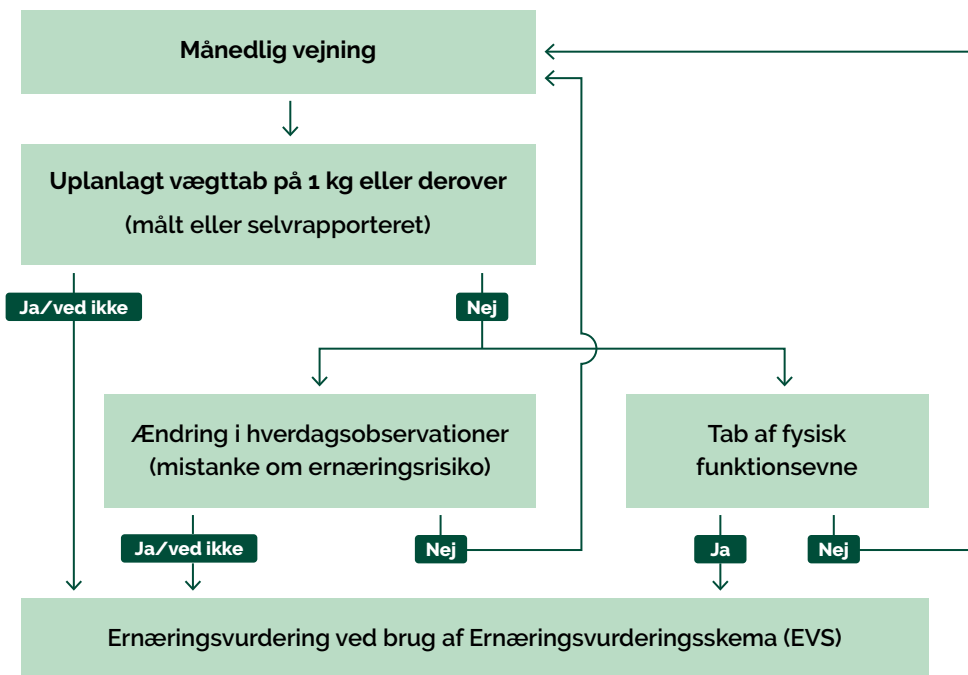 Månedlig vejning
Uplanlagt vægttab på 1 kg eller derover
(målt eller selvrapporteret)
Ja/ved ikke
Nej
Ændring i hverdagsobservationer
(mistanke om ernæringsrisiko)
Tab af fysisk
funktionsevne
Ja/ved ikke
Nej
Ja
Nej
Ernæringsvurdering ved brug af Ernæringsvurderingsskema (EVS)